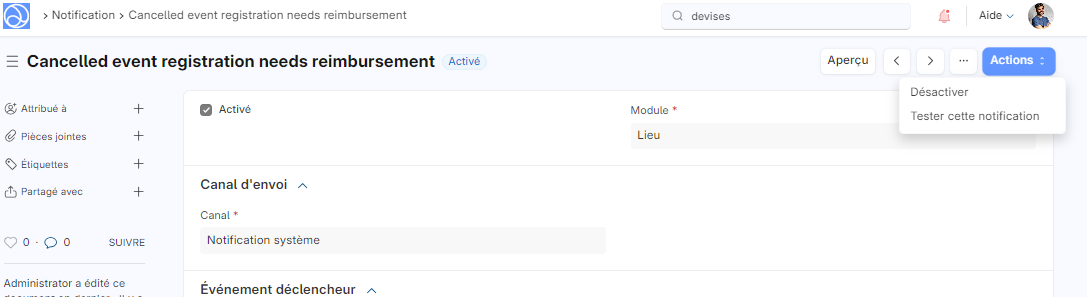 Notification > Cancelled event registration needs reimbursement
devises
Aide
Cancelled event registration needs reimbursement
Activé
Aperçu
Actions
Désactiver
Tester cette notification
Attribué à
Pièces jointes
Étiquettes
Partagé avec
0 · 0 SUIVRE
Administrator a édité ce
Activé
Module *
Lieu
Canal d'envoi
Canal *
Notification système
Événement déclencheur